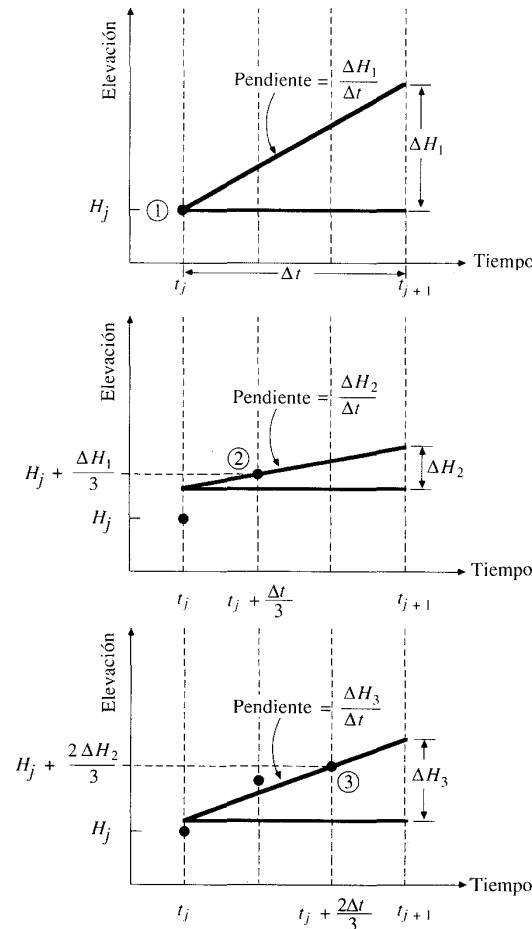 Elevación
Pendiente = ΔH₁/Δt
ΔH₁
H_j
①
Tiempo
Δt
t_j
t_{j+1}
Elevación
Pendiente = ΔH₂/Δt
②
H_j + ΔH₁/3
ΔH₂
H_j
Tiempo
t_j
t_j + Δt/3
t_{j+1}
Elevación
Pendiente = ΔH₃/Δt
H_j + 2ΔH₂/3
③
ΔH₃
H_j
Tiempo
t_j
t_j + 2Δt/3
t_{j+1}